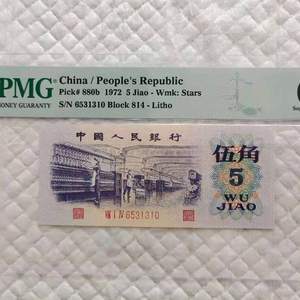 PMG
MONEY GUARANTY
China / People's Republic
Pick# 880b 1972 5 Jiao - Wmk: Stars
S/N 6531310 Block 814 - Litho
中国人民银行
伍角
5
WU
JIAO
6531310